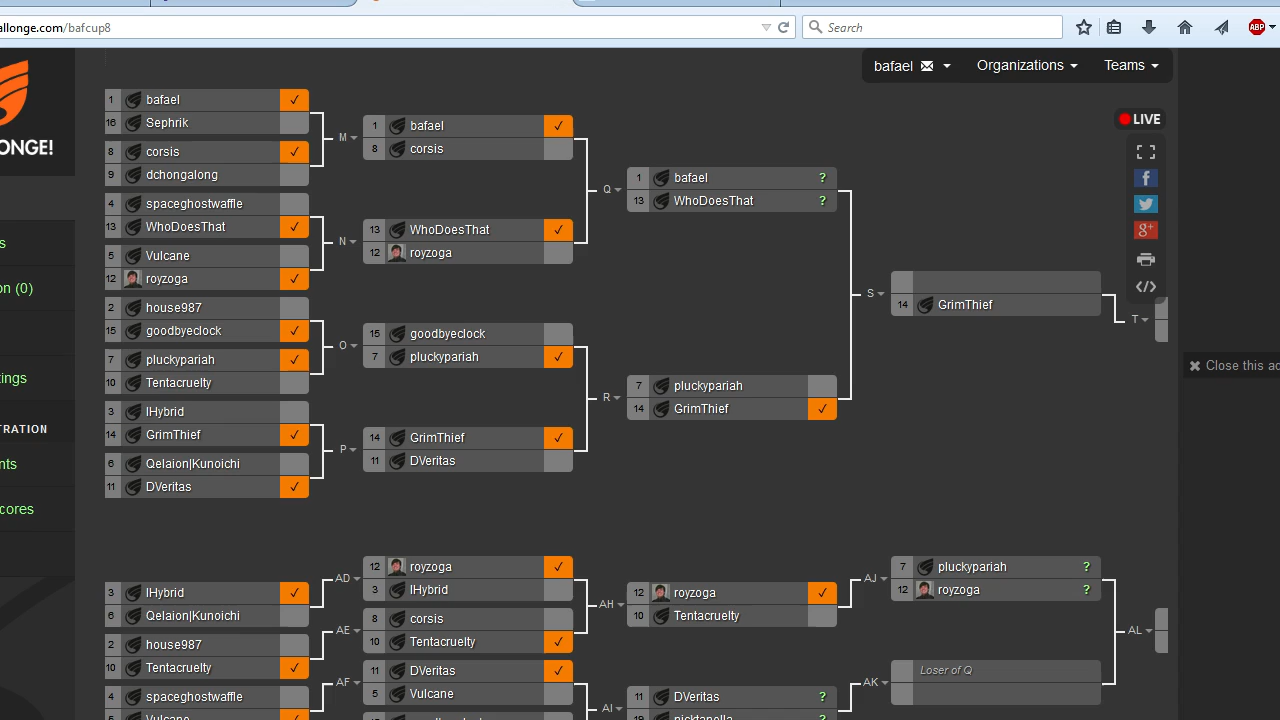 allonge.com/bafcup8
Search
ABP
bafael Organizations Teams
LIVE
ONGE!
s
on (0)
tings
TRATION
nts
cores
1 bafael ✓
16 Sephrik
8 corsis ✓
9 dchongalong
4 spaceghostwaffle
13 WhoDoesThat ✓
5 Vulcane
12 royzoga ✓
2 house987
15 goodbyeclock ✓
7 pluckypariah ✓
10 Tentacruelty
3 IHybrid
14 GrimThief ✓
6 Qelaion|Kunoichi
11 DVeritas ✓
M
N
O
P
1 bafael ✓
8 corsis
13 WhoDoesThat ✓
12 royzoga
15 goodbyeclock
7 pluckypariah ✓
14 GrimThief ✓
11 DVeritas
Q
R
1 bafael ?
13 WhoDoesThat ?
7 pluckypariah
14 GrimThief ✓
S
14 GrimThief
T
f
g+
</>
✖ Close this ad
3 IHybrid ✓
6 Qelaion|Kunoichi
2 house987
10 Tentacruelty ✓
4 spaceghostwaffle
5 Vulcane ✓
AD
AE
AF
12 royzoga ✓
3 IHybrid
8 corsis
10 Tentacruelty ✓
11 DVeritas ✓
5 Vulcane
AH
AI
12 royzoga ✓
10 Tentacruelty
11 DVeritas ?
AJ
AK
7 pluckypariah ?
12 royzoga ?
Loser of Q
AL